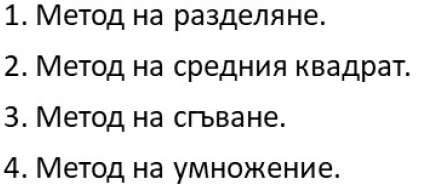 1. Метод на разделяне.
2. Метод на средния квадрат.
3. Метод на сгъване.
4. Метод на умножение.